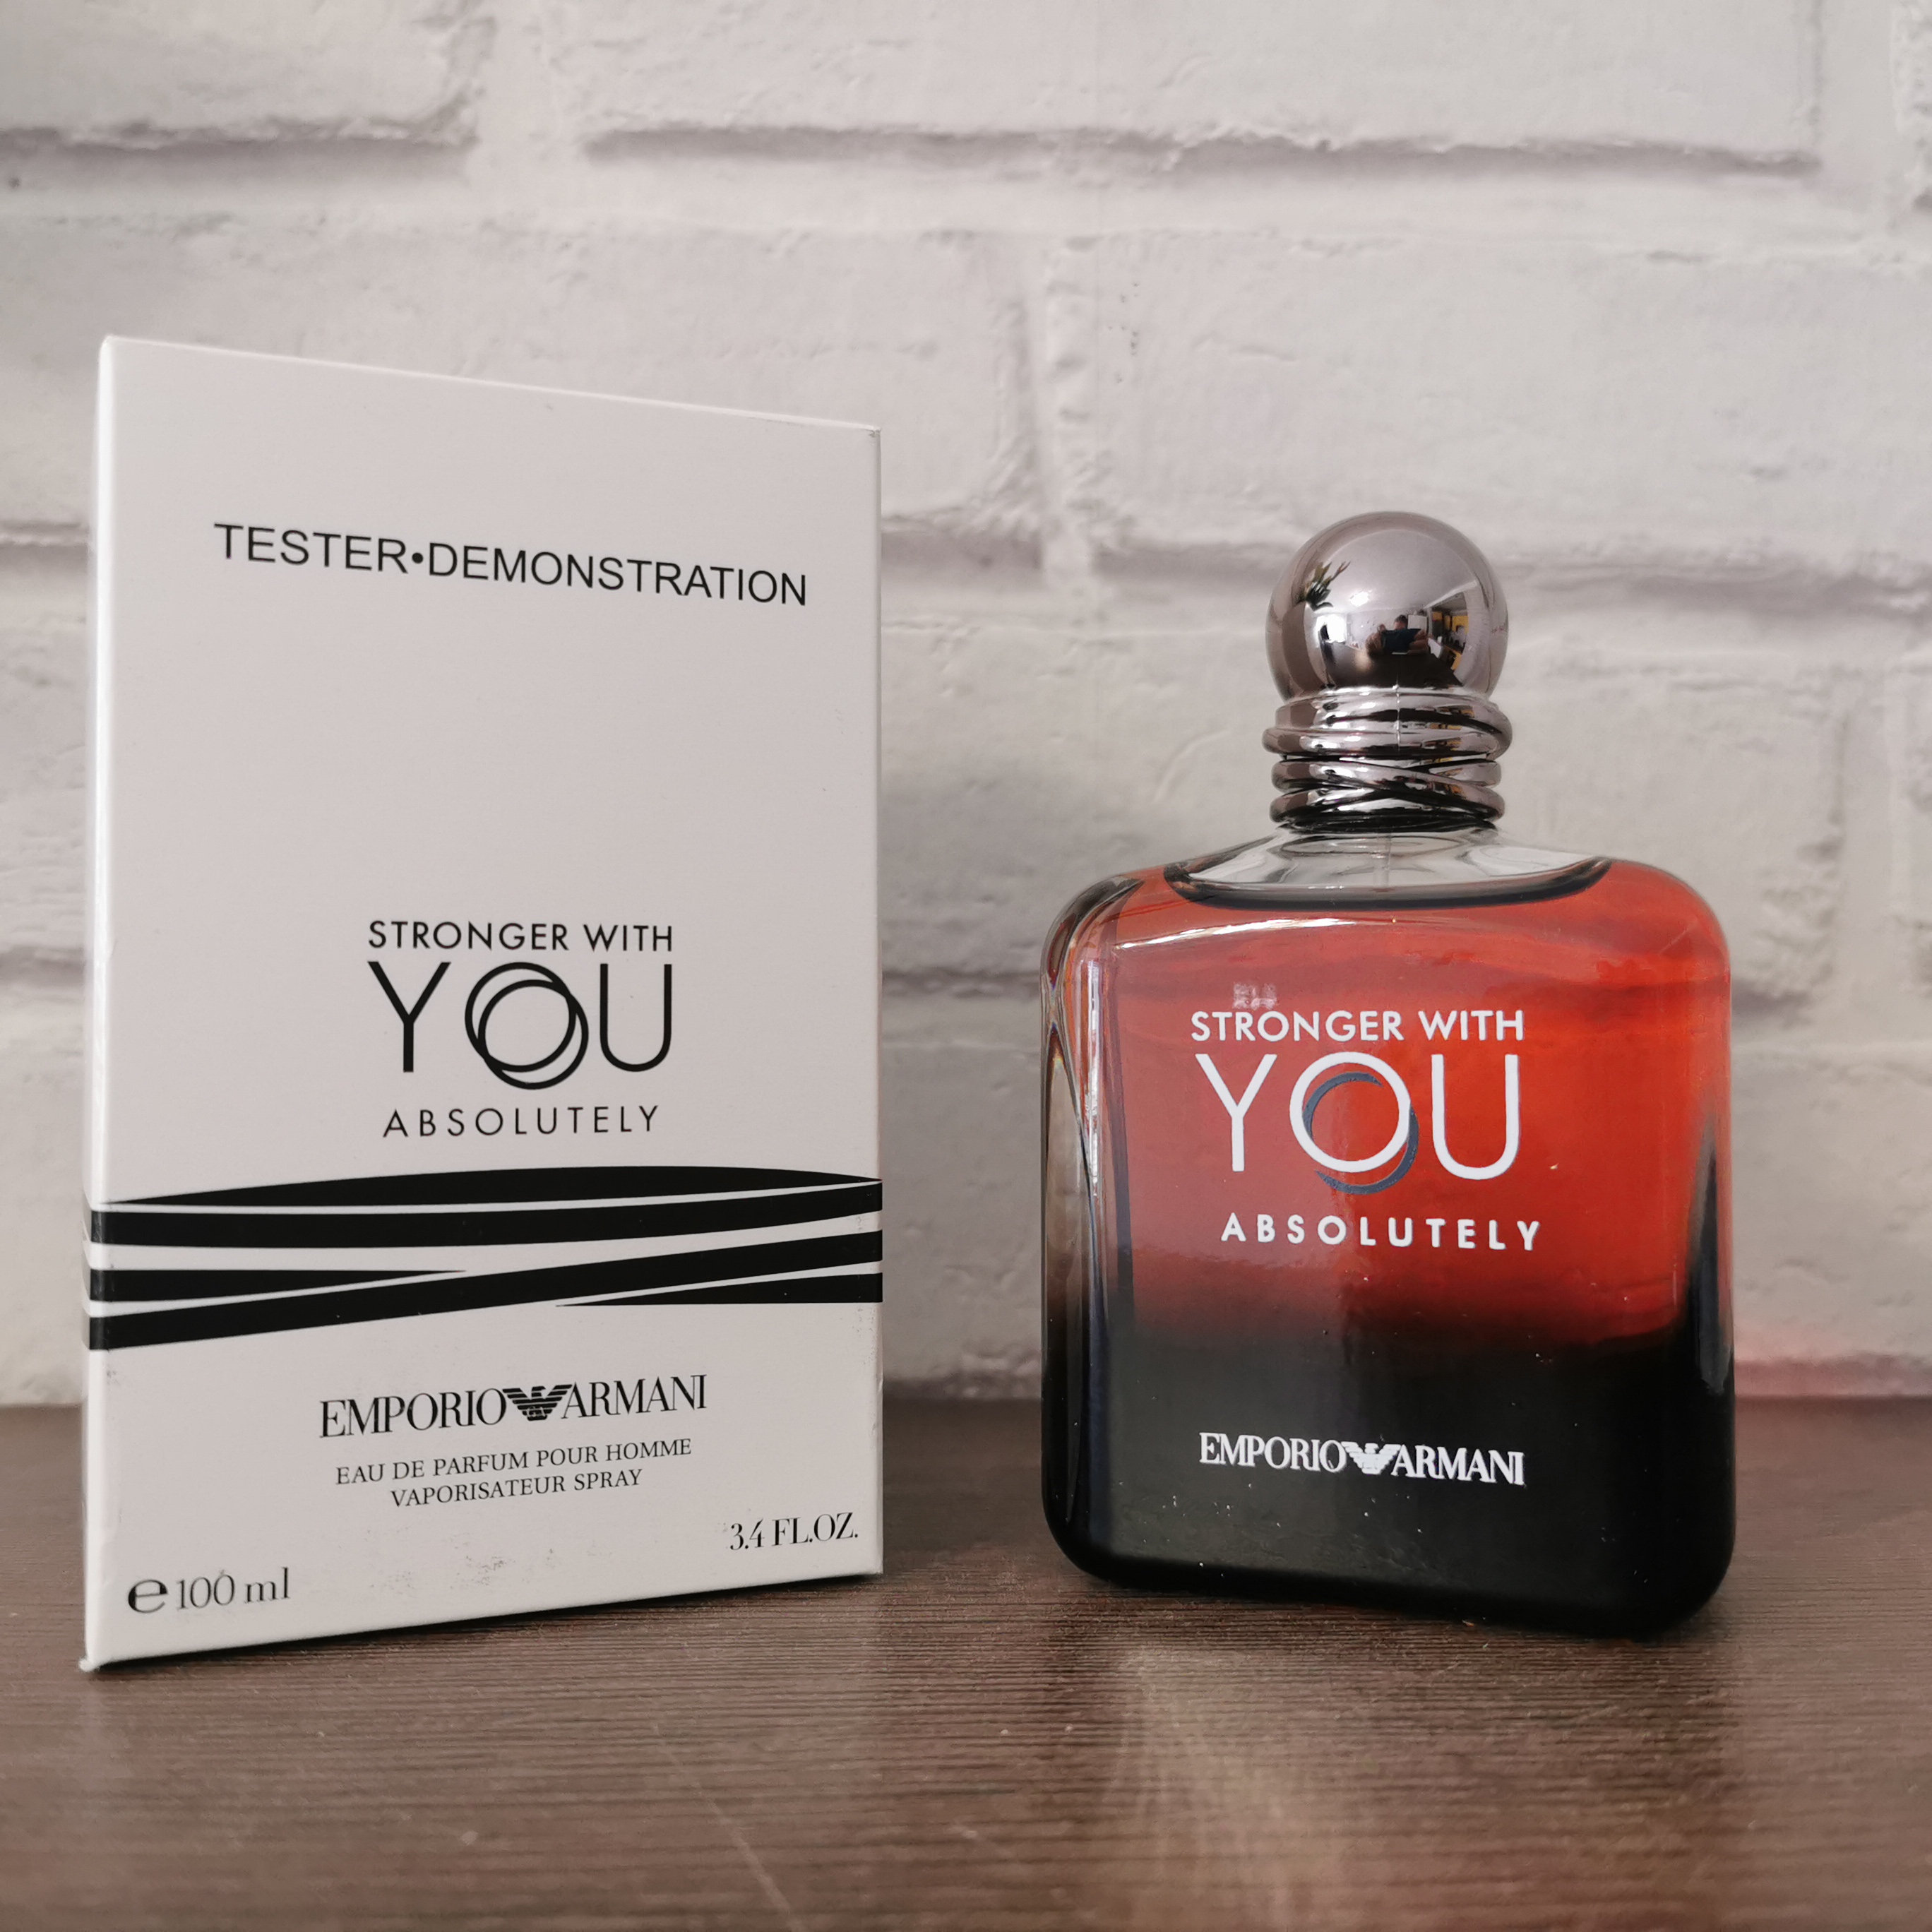 TESTER•DEMONSTRATION
STRONGER WITH
YOU
ABSOLUTELY
EMPORIO ARMANI
EAU DE PARFUM POUR HOMME
VAPORISATEUR SPRAY
3.4 FL.OZ.
e 100 ml
STRONGER WITH
YOU
ABSOLUTELY
EMPORIO ARMANI